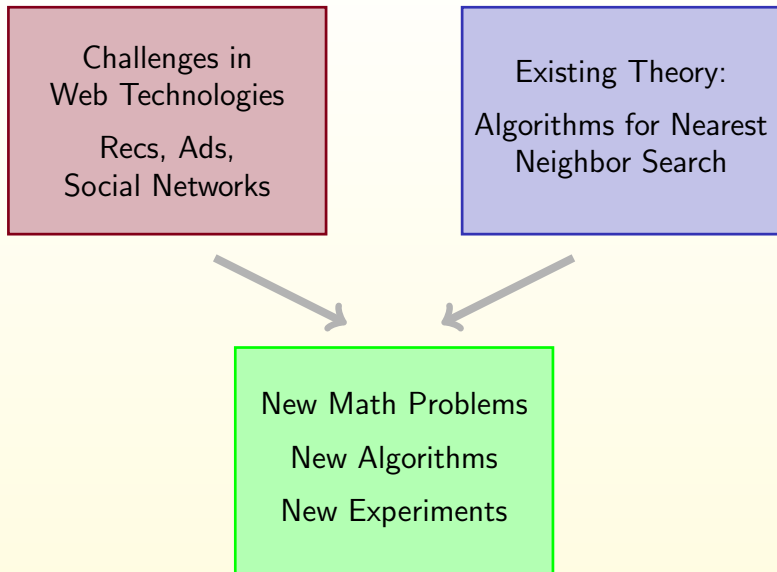 Challenges in
Web Technologies
Recs, Ads,
Social Networks
Existing Theory:
Algorithms for Nearest
Neighbor Search
New Math Problems
New Algorithms
New Experiments